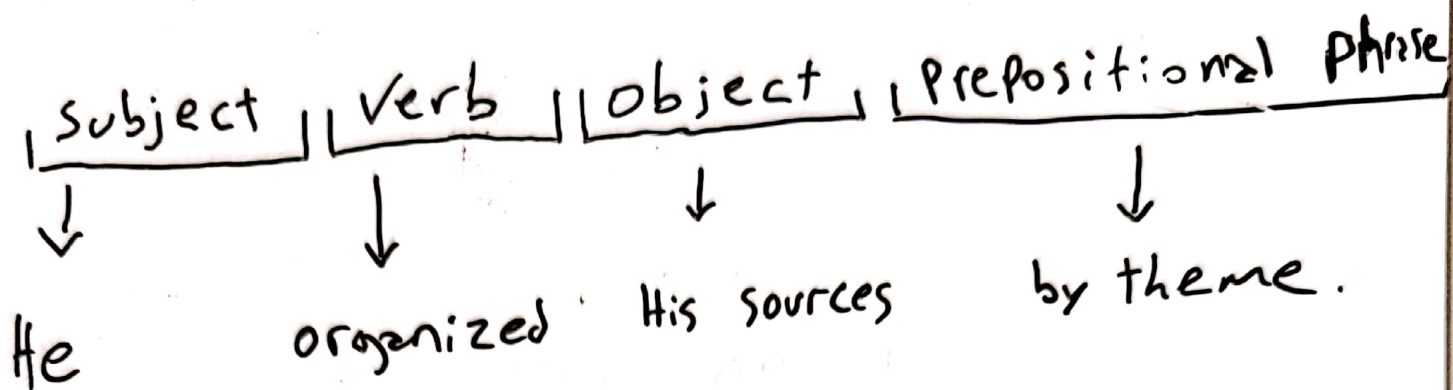 subject verb object prepositional phrase
He organized His sources by theme.